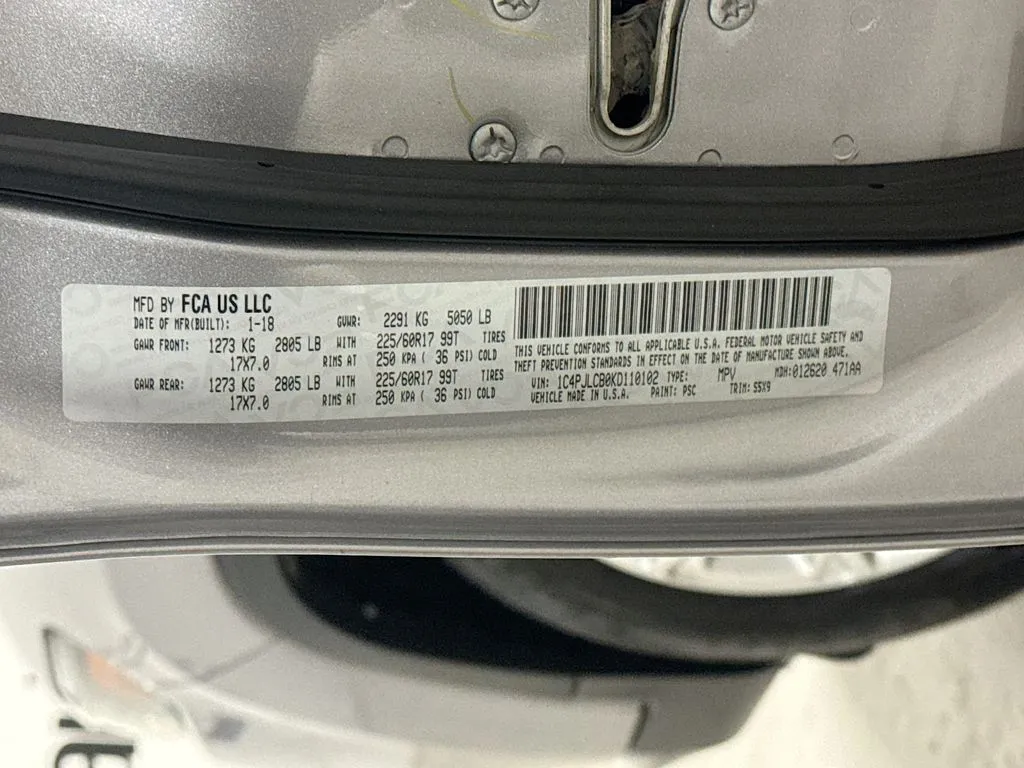 MFD BY FCA US LLC
DATE OF MFR(BUILT): 1-18 GVWR: 2291 KG 5050 LB
GAWR FRONT: 1273 KG 2805 LB WITH 225/60R17 99T TIRES
17X7.0 RIMS AT 250 KPA ( 36 PSI) COLD
GAWR REAR: 1273 KG 2805 LB WITH 225/60R17 99T TIRES
17X7.0 RIMS AT 250 KPA ( 36 PSI) COLD
THIS VEHICLE CONFORMS TO ALL APPLICABLE U.S.A. FEDERAL MOTOR VEHICLE SAFETY AND
THEFT PREVENTION STANDARDS IN EFFECT ON THE DATE OF MANUFACTURE SHOWN ABOVE.
VIN: 1C4PJLCB0KD110102 TYPE: MPV MDH:012620 471AA
VEHICLE MADE IN U.S.A. PAINT: PSC TRIM: S5X9